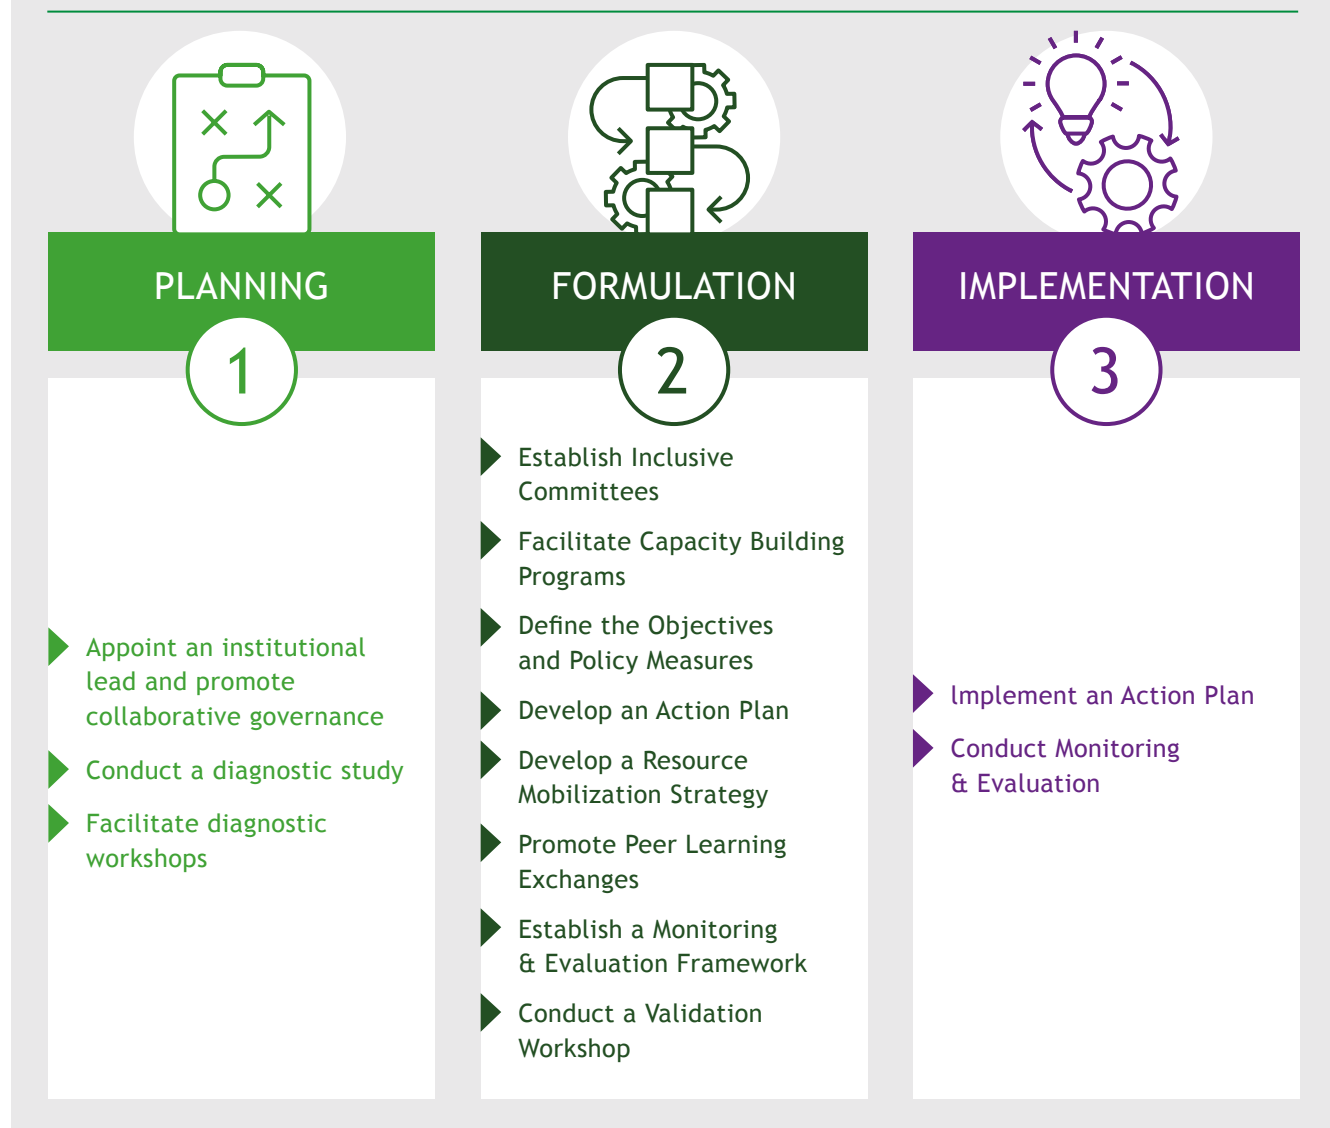 PLANNING
1
Appoint an institutional
lead and promote
collaborative governance
Conduct a diagnostic study
Facilitate diagnostic
workshops
FORMULATION
2
Establish Inclusive
Committees
Facilitate Capacity Building
Programs
Define the Objectives
and Policy Measures
Develop an Action Plan
Develop a Resource
Mobilization Strategy
Promote Peer Learning
Exchanges
Establish a Monitoring
& Evaluation Framework
Conduct a Validation
Workshop
IMPLEMENTATION
3
Implement an Action Plan
Conduct Monitoring
& Evaluation